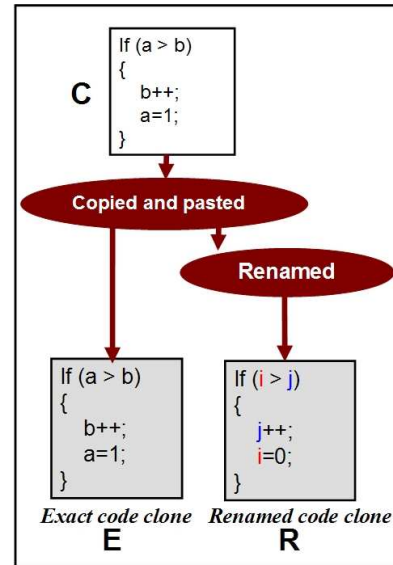 If (a > b)
{
b++;
a=1;
}
C
Copied and pasted
Renamed
If (a > b)
{
b++;
a=1;
}
Exact code clone
E
If (i > j)
{
j++;
i=0;
}
Renamed code clone
R